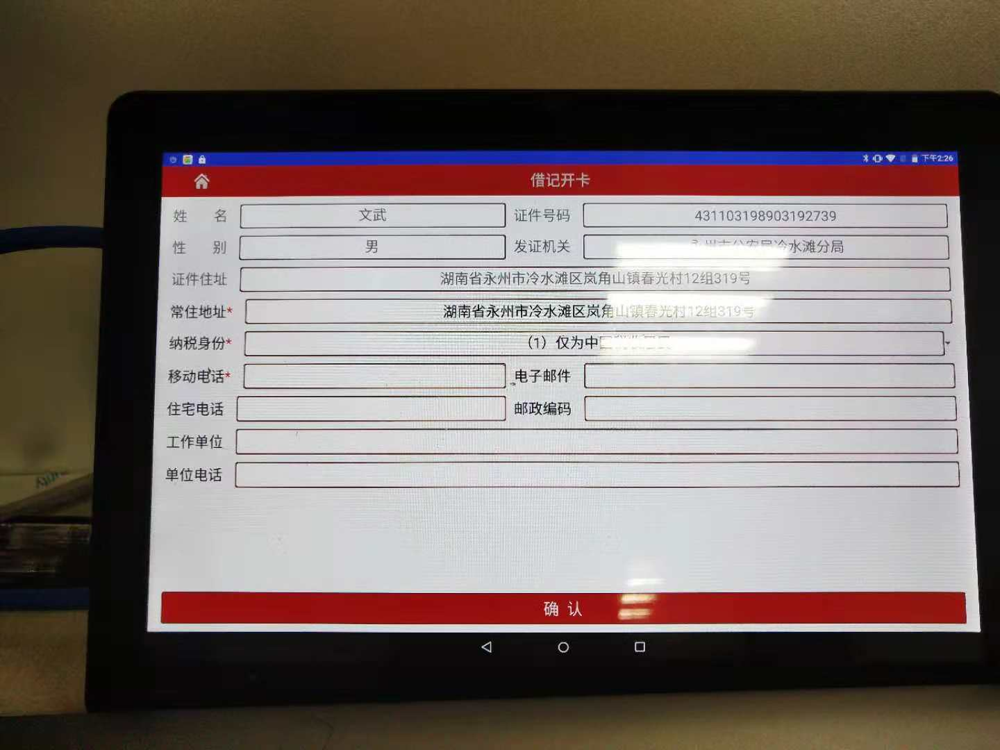 下午2:26
借记开卡
姓 名 文武 证件号码 431103198903192739
性 别 男 发证机关 永州市公安局冷水滩分局
证件住址 湖南省永州市冷水滩区岚角山镇春光村12组319号
常住地址* 湖南省永州市冷水滩区岚角山镇春光村12组319号
纳税身份* （1）仅为中
移动电话* 电子邮件
住宅电话 邮政编码
工作单位
单位电话
确 认